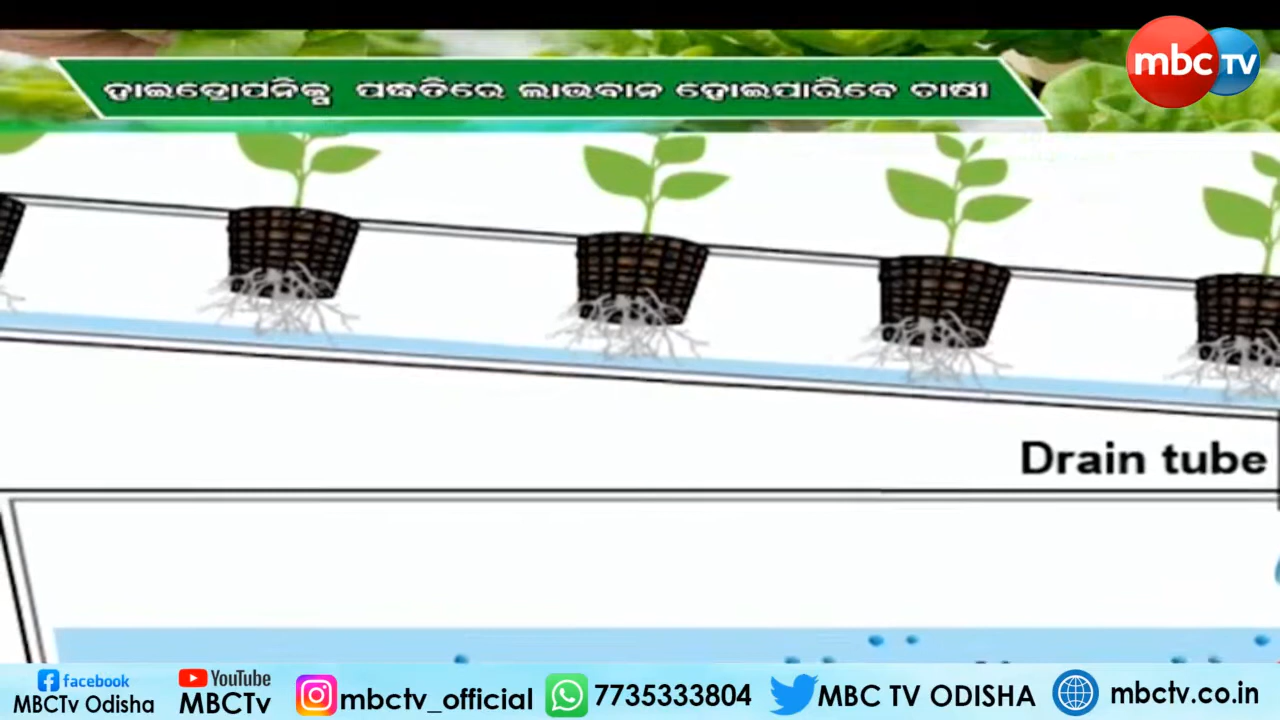 mbc TV
ହାଇଡ୍ରୋପନିକ୍ସ ପଦ୍ଧତିରେ ଲାଭବାନ ହୋଇପାରିବେ ଚାଷୀ
Drain tube
facebook
MBCTv Odisha
YouTube
MBCTv
mbctv_official
7735333804
MBC TV ODISHA
mbctv.co.in